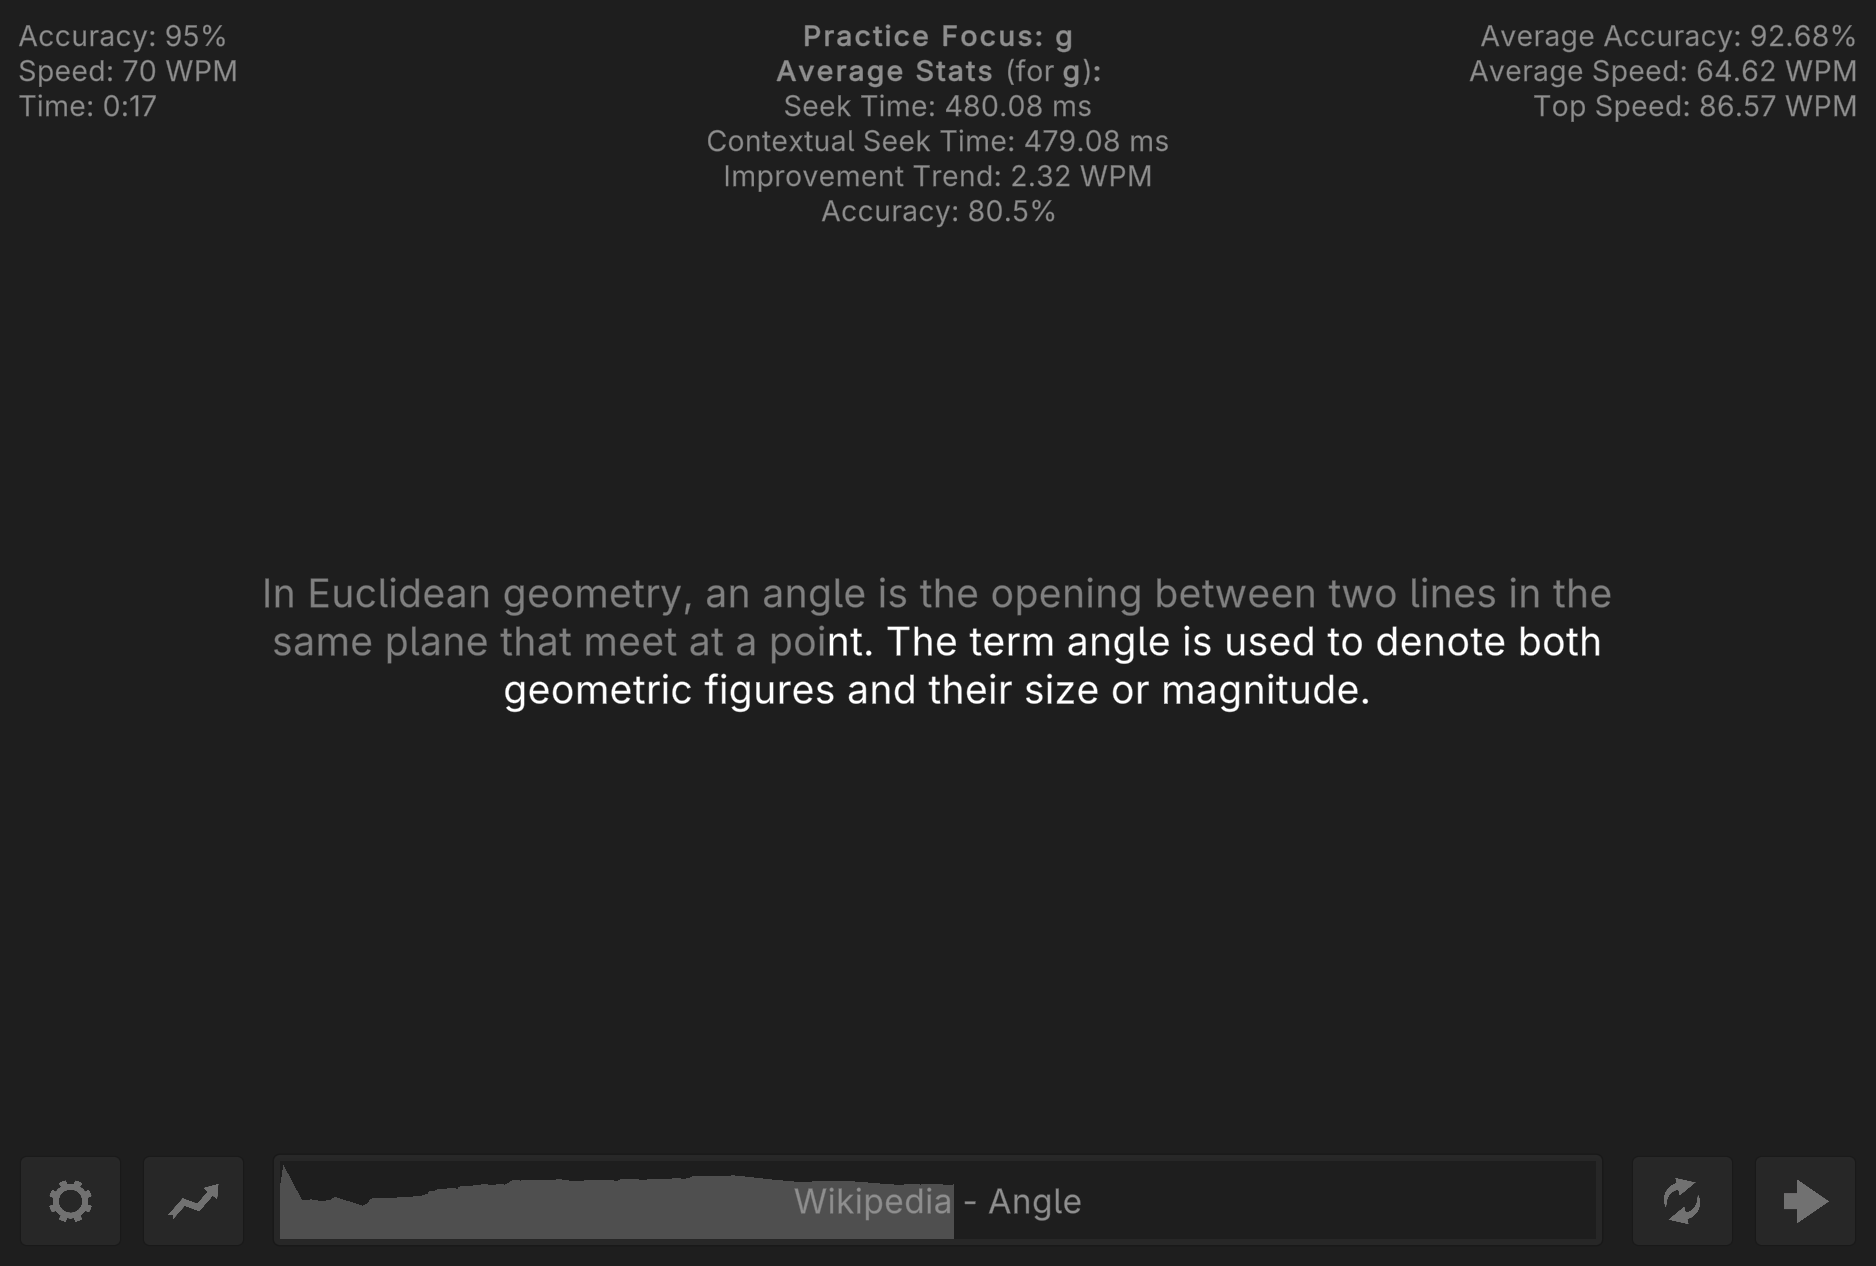 Accuracy: 95%
Speed: 70 WPM
Time: 0:17
Practice Focus: g
Average Stats (for g):
Seek Time: 480.08 ms
Contextual Seek Time: 479.08 ms
Improvement Trend: 2.32 WPM
Accuracy: 80.5%
Average Accuracy: 92.68%
Average Speed: 64.62 WPM
Top Speed: 86.57 WPM
In Euclidean geometry, an angle is the opening between two lines in the
same plane that meet at a point. The term angle is used to denote both
geometric figures and their size or magnitude.
Wikipedia - Angle